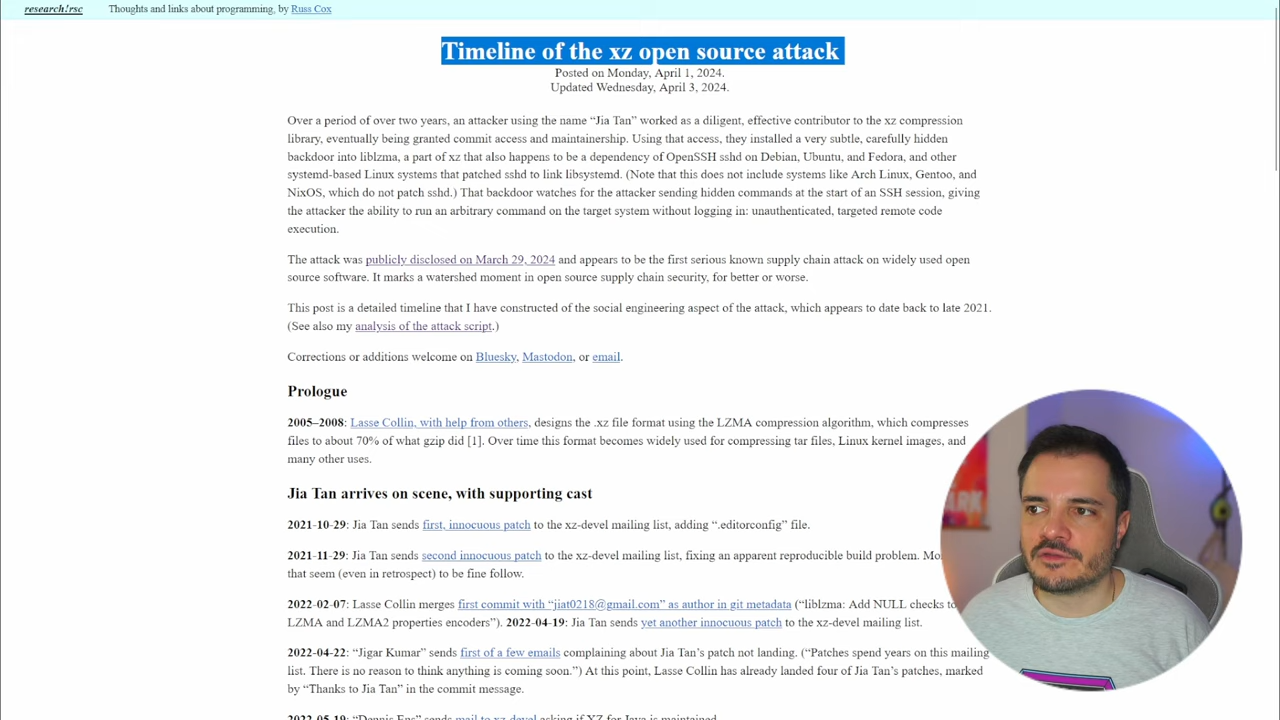 research!rsc Thoughts and links about programming, by Russ Cox
Timeline of the xz open source attack
Posted on Monday, April 1, 2024.
Updated Wednesday, April 3, 2024.
Over a period of over two years, an attacker using the name “Jia Tan” worked as a diligent, effective contributor to the xz compression
library, eventually being granted commit access and maintainership. Using that access, they installed a very subtle, carefully hidden
backdoor into liblzma, a part of xz that also happens to be a dependency of OpenSSH sshd on Debian, Ubuntu, and Fedora, and other
systemd-based Linux systems that patched sshd to link libsystemd. (Note that this does not include systems like Arch Linux, Gentoo, and
NixOS, which do not patch sshd.) That backdoor watches for the attacker sending hidden commands at the start of an SSH session, giving
the attacker the ability to run an arbitrary command on the target system without logging in: unauthenticated, targeted remote code
execution.
The attack was publicly disclosed on March 29, 2024 and appears to be the first serious known supply chain attack on widely used open
source software. It marks a watershed moment in open source supply chain security, for better or worse.
This post is a detailed timeline that I have constructed of the social engineering aspect of the attack, which appears to date back to late 2021.
(See also my analysis of the attack script.)
Corrections or additions welcome on Bluesky, Mastodon, or email.
Prologue
2005–2008: Lasse Collin, with help from others, designs the .xz file format using the LZMA compression algorithm, which compresses
files to about 70% of what gzip did [1]. Over time this format becomes widely used for compressing tar files, Linux kernel images, and
many other uses.
Jia Tan arrives on scene, with supporting cast
2021-10-29: Jia Tan sends first, innocuous patch to the xz-devel mailing list, adding “.editorconfig” file.
2021-11-29: Jia Tan sends second innocuous patch to the xz-devel mailing list, fixing an apparent reproducible build problem. Mo
that seem (even in retrospect) to be fine follow.
2022-02-07: Lasse Collin merges first commit with “jiat0218@gmail.com” as author in git metadata (“liblzma: Add NULL checks to
LZMA and LZMA2 properties encoders”). 2022-04-19: Jia Tan sends yet another innocuous patch to the xz-devel mailing list.
2022-04-22: “Jigar Kumar” sends first of a few emails complaining about Jia Tan’s patch not landing. (“Patches spend years on this mailing
list. There is no reason to think anything is coming soon.”) At this point, Lasse Collin has already landed four of Jia Tan’s patches, marked
by “Thanks to Jia Tan” in the commit message.
2022-05-19: “Dennis Ens” sends mail to xz-devel asking if XZ for Java is maintained.